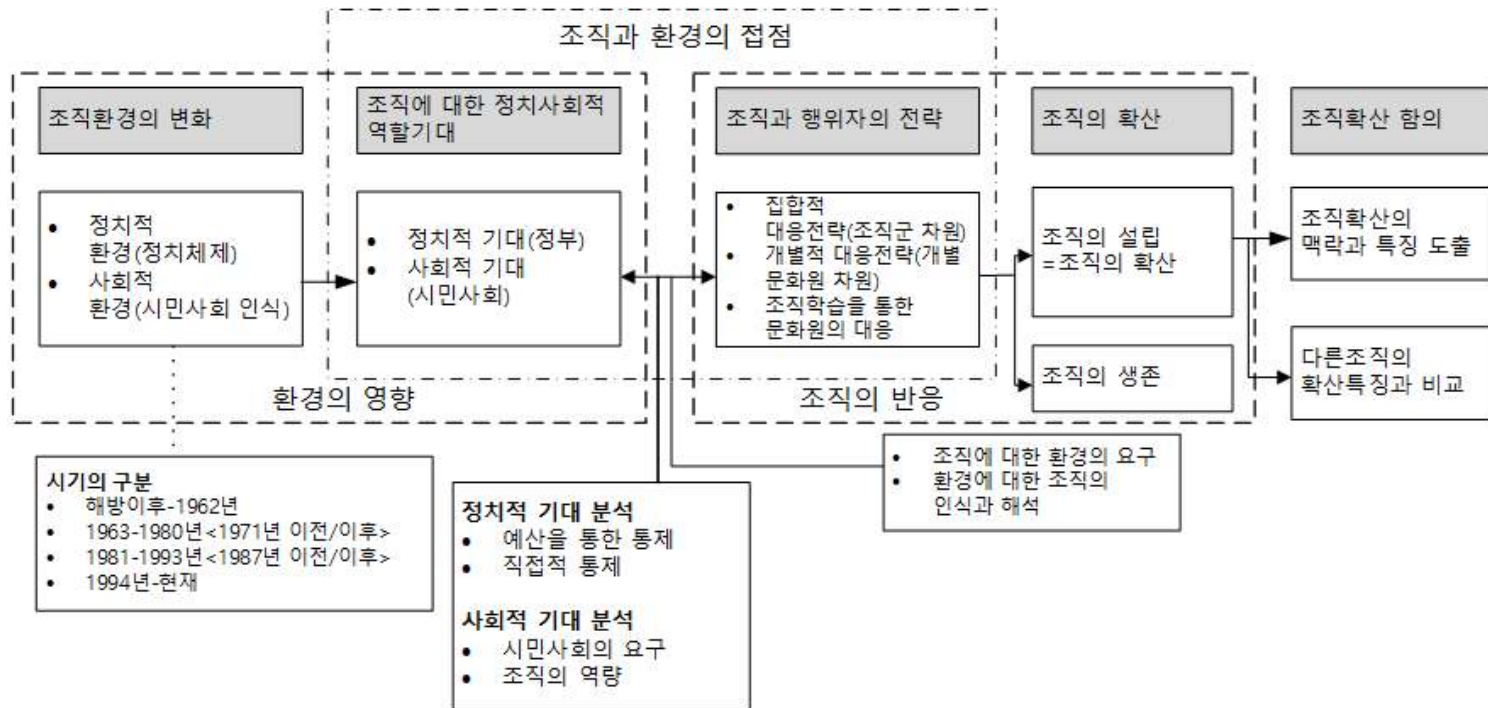 조직과 환경의 접점
조직환경의 변화
조직에 대한 정치사회적
역할기대
조직과 행위자의 전략
조직의 확산
조직확산 함의
• 정치적
환경(정치체제)
• 사회적
환경(시민사회 인식)
• 정치적 기대(정부)
• 사회적 기대
(시민사회)
• 집합적
대응전략(조직군 차원)
• 개별적 대응전략(개별
문화원 차원)
• 조직학습을 통한
문화원의 대응
조직의 설립
=조직의 확산
조직의 생존
조직확산의
맥락과 특징 도출
다른조직의
확산특징과 비교
환경의 영향
조직의 반응
시기의 구분
• 해방이후-1962년
• 1963-1980년<1971년 이전/이후>
• 1981-1993년<1987년 이전/이후>
• 1994년-현재
정치적 기대 분석
• 예산을 통한 통제
• 직접적 통제
사회적 기대 분석
• 시민사회의 요구
• 조직의 역량
• 조직에 대한 환경의 요구
• 환경에 대한 조직의
인식과 해석